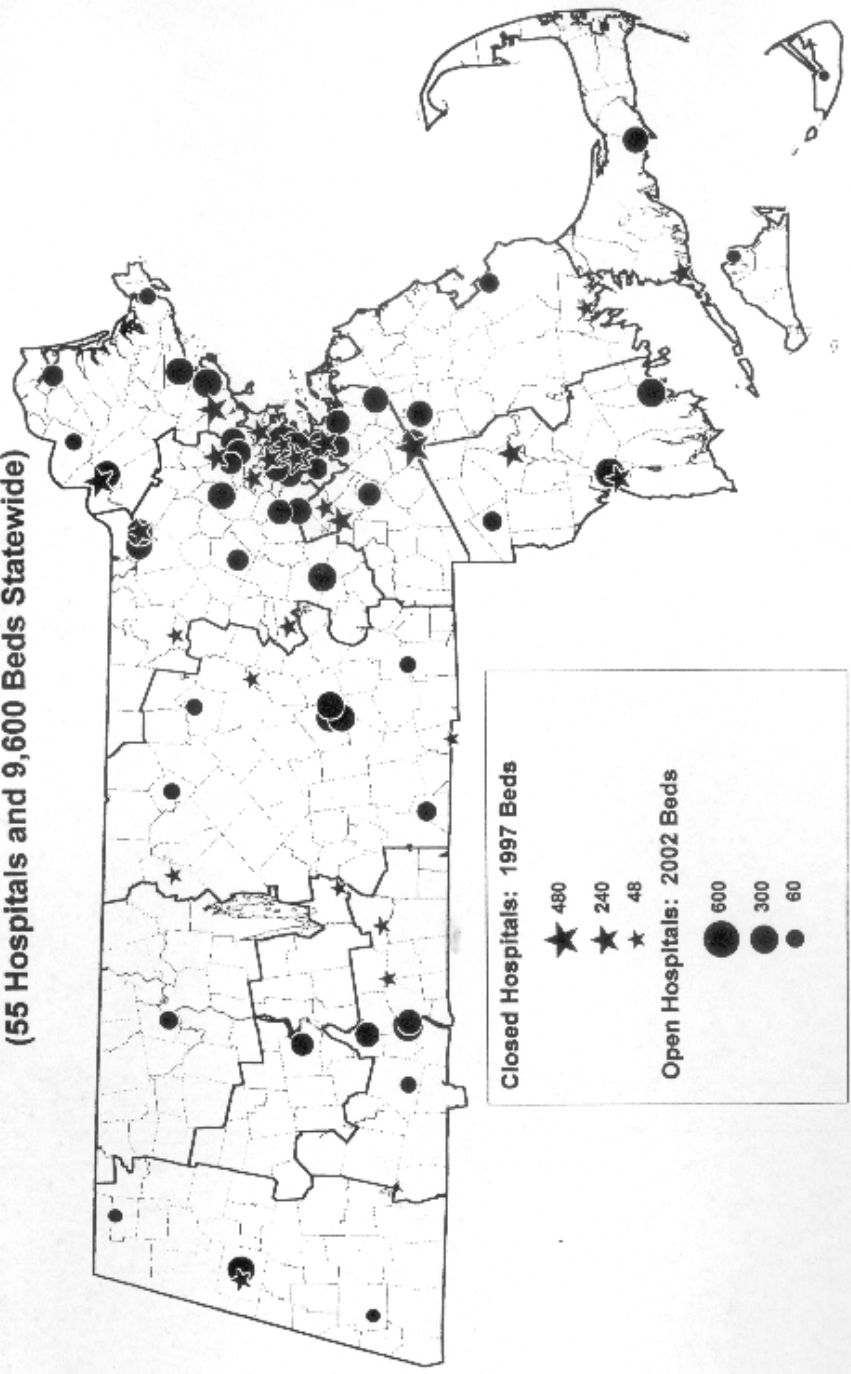 (55 Hospitals and 9,600 Beds Statewide)
Closed Hospitals: 1997 Beds
480
240
48
Open Hospitals: 2002 Beds
600
300
60